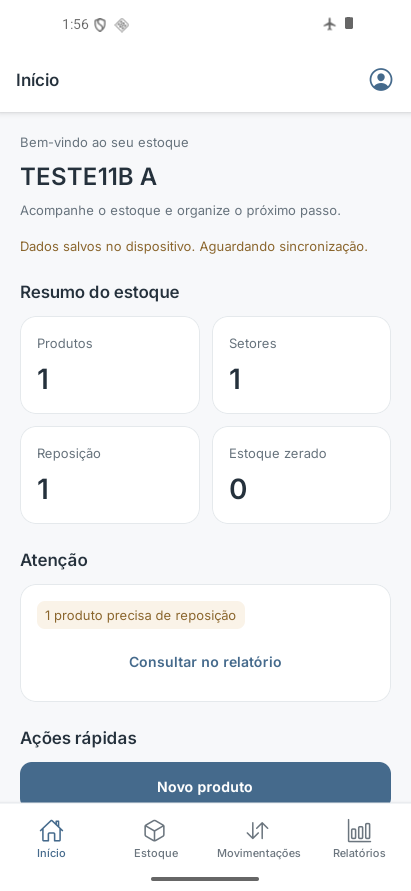 1:56
Início
Bem-vindo ao seu estoque
TESTE11B A
Acompanhe o estoque e organize o próximo passo.
Dados salvos no dispositivo. Aguardando sincronização.
Resumo do estoque
Produtos
1
Setores
1
Reposição
1
Estoque zerado
0
Atenção
1 produto precisa de reposição
Consultar no relatório
Ações rápidas
Novo produto
Início
Estoque
Movimentações
Relatórios